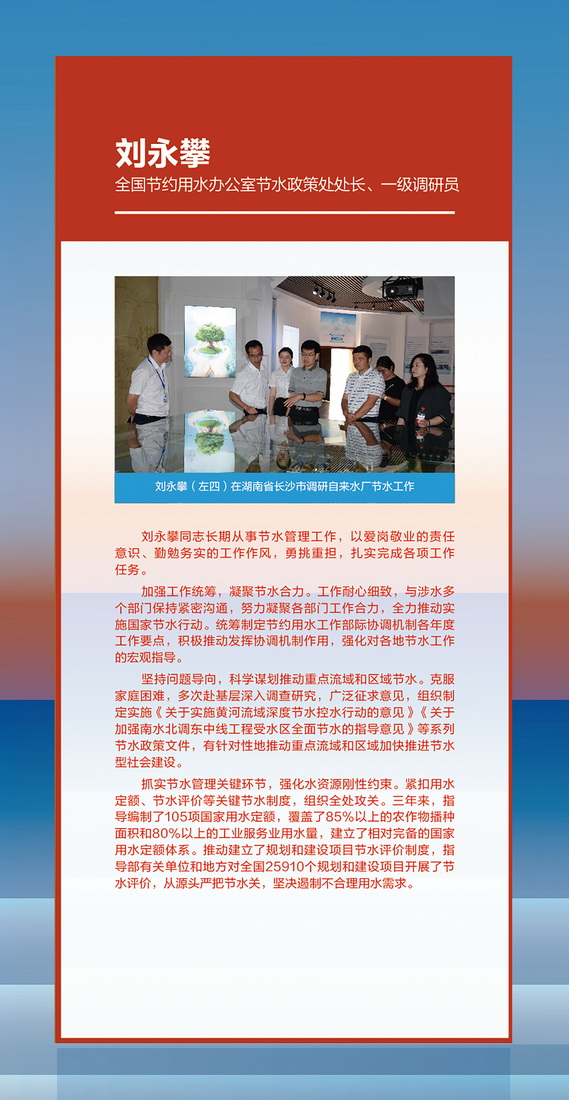 刘永攀
全国节约用水办公室节水政策处处长、一级调研员
刘永攀（左四）在湖南省长沙市调研自来水厂节水工作
刘永攀同志长期从事节水管理工作，以爱岗敬业的责任
意识、勤勉务实的工作作风，勇挑重担，扎实完成各项工作
任务。
加强工作统筹，凝聚节水合力。工作耐心细致，与涉水多
个部门保持紧密沟通，努力凝聚各部门工作合力，全力推动实
施国家节水行动。统筹制定节约用水工作部际协调机制各年度
工作要点，积极推动发挥协调机制作用，强化对各地节水工作
的宏观指导。
坚持问题导向，科学谋划推动重点流域和区域节水。克服
家庭困难，多次赴基层深入调查研究，广泛征求意见，组织制
定实施《关于实施黄河流域深度节水控水行动的意见》《关于
加强南水北调东中线工程受水区全面节水的指导意见》等系列
节水政策文件，有针对性地推动重点流域和区域加快推进节水
型社会建设。
抓实节水管理关键环节，强化水资源刚性约束。紧扣用水
定额、节水评价等关键节水制度，组织全处攻关。三年来，指
导编制了105项国家用水定额，覆盖了85%以上的农作物播种
面积和80%以上的工业服务业用水量，建立了相对完备的国家
用水定额体系。推动建立了规划和建设项目节水评价制度，指
导部有关单位和地方对全国25910个规划和建设项目开展了节
水评价，从源头严把节水关，坚决遏制不合理用水需求。